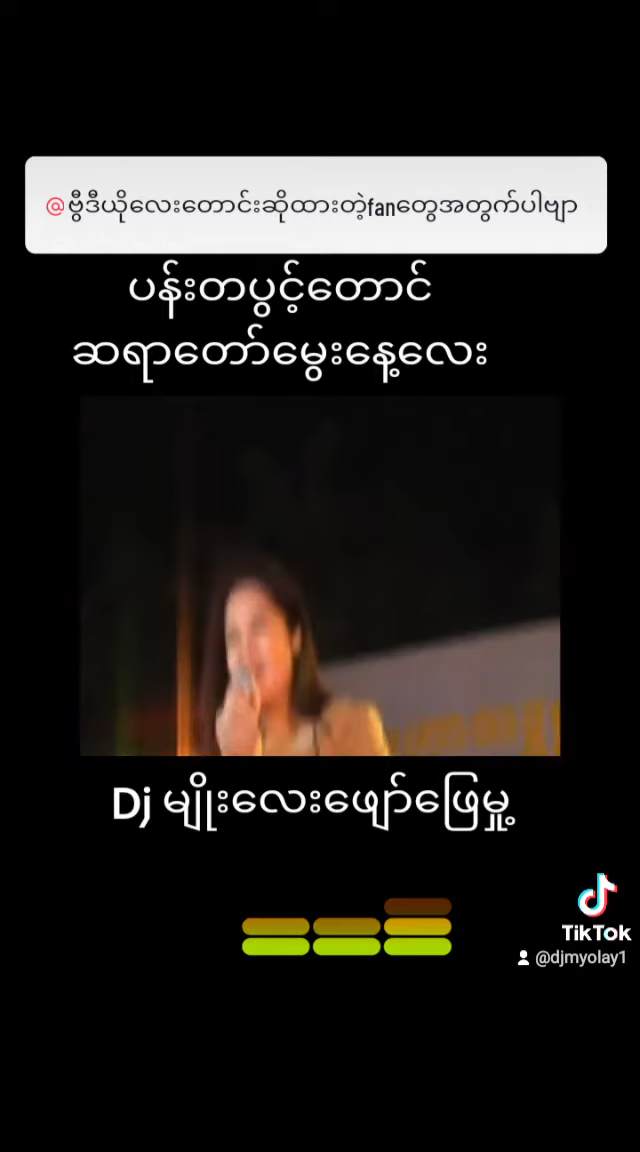 @ဗွီဒီယိုလေးတောင်းဆိုထားတဲ့fanတွေအတွက်ပါဗျာ
ပန်းတပွင့်တောင်
ဆရာတော်မွေးနေ့လေး
Dj မျိုးလေးဖျော်ဖြေမှု့
TikTok
@djmyolay1